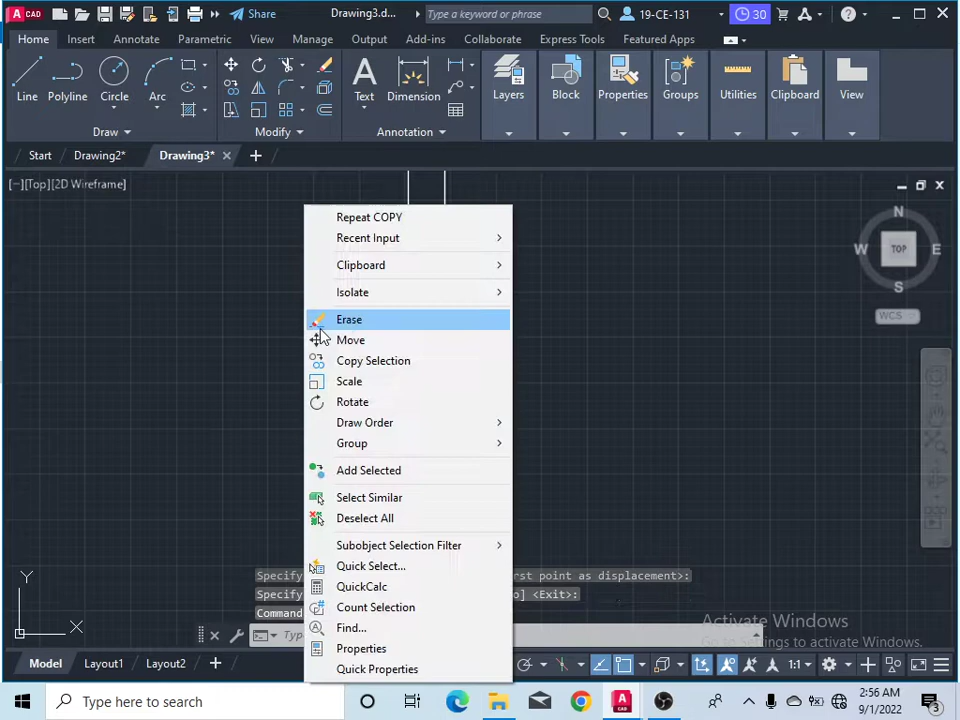 CAD Share Drawing3.d... Type a keyword or phrase 19-CE-131 30
Home Insert Annotate Parametric View Manage Output Add-ins Collaborate Express Tools Featured Apps
Line Polyline Circle Arc Text Dimension Layers Block Properties Groups Utilities Clipboard View
Draw Modify Annotation
Start Drawing2* Drawing3*
[−][Top][2D Wireframe]
N
W TOP E
S
WCS
Repeat COPY
Recent Input
Clipboard
Isolate
Erase
Move
Copy Selection
Scale
Rotate
Draw Order
Group
Add Selected
Select Similar
Deselect All
Subobject Selection Filter
Quick Select...
QuickCalc
Count Selection
Find...
Properties
Quick Properties
Y
X
Specify rst point as displacement>:
Specify o] <Exit>:
Command
Type
Activate Windows
Go to Settings to activate Windows.
Model Layout1 Layout2 1:1
Type here to search
2:56 AM
9/1/2022
3